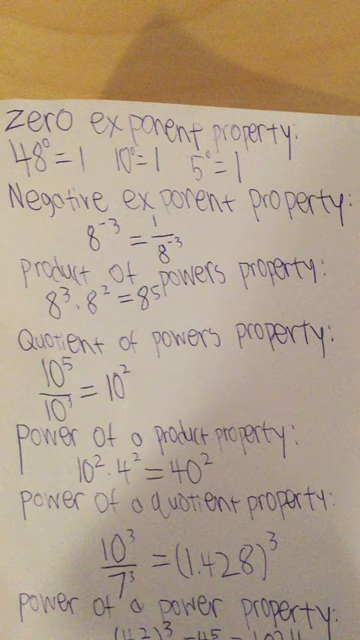 zero exponent property:
48⁰=1 10⁰=1 5⁰=1
Negative exponent property:
8⁻³ = 1/8⁻³
product of powers property:
8³·8²=8⁵
Quotient of powers property:
10⁵/10³ = 10²
power of a product property:
10²·4²=40²
power of a quotient property:
10³/7³ = (1.428)³
power of a power property: